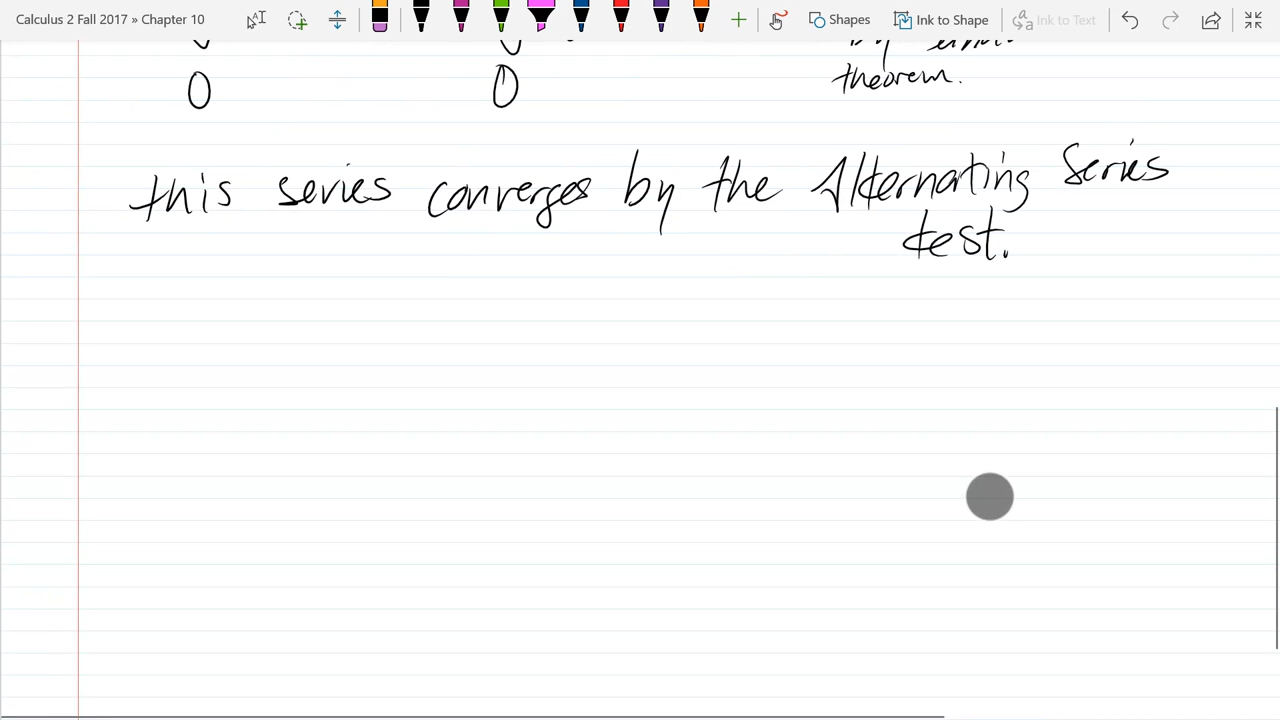 Calculus 2 Fall 2017 » Chapter 10
Shapes
Ink to Shape
Ink to Text
by
theorem.
0
0
this series converges by the Alternating Series
test.